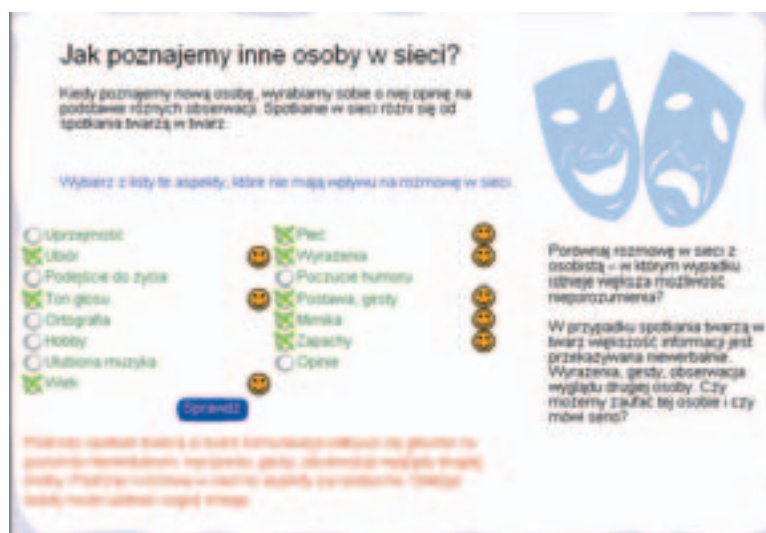 Jak poznajemy inne osoby w sieci?
Kiedy poznajemy nową osobę, wyrabiamy sobie o niej opinię na
podstawie różnych obserwacji. Spotkanie w sieci różni się od
spotkania twarzą w twarz.
Wybierz z listy te aspekty, które nie mają wpływu na rozmowę w sieci.
Uprzejmość
Ubiór
Podejście do życia
Ton głosu
Ortografia
Hobby
Ulubiona muzyka
Wiek
Płeć
Wyrażenia
Poczucie humoru
Postawa, gesty
Mimika
Zapachy
Opinie
Sprawdź
Porównaj rozmowę w sieci z
osobistą – w którym wypadku
istnieje większa możliwość
nieporozumienia?
W przypadku spotkania twarzą w
twarz większość informacji jest
przekazywana niewerbalnie.
Wyrażenia, gesty, obserwacja
wyglądu drugiej osoby. Czy
możemy zaufać tej osobie i czy
mówi serio?